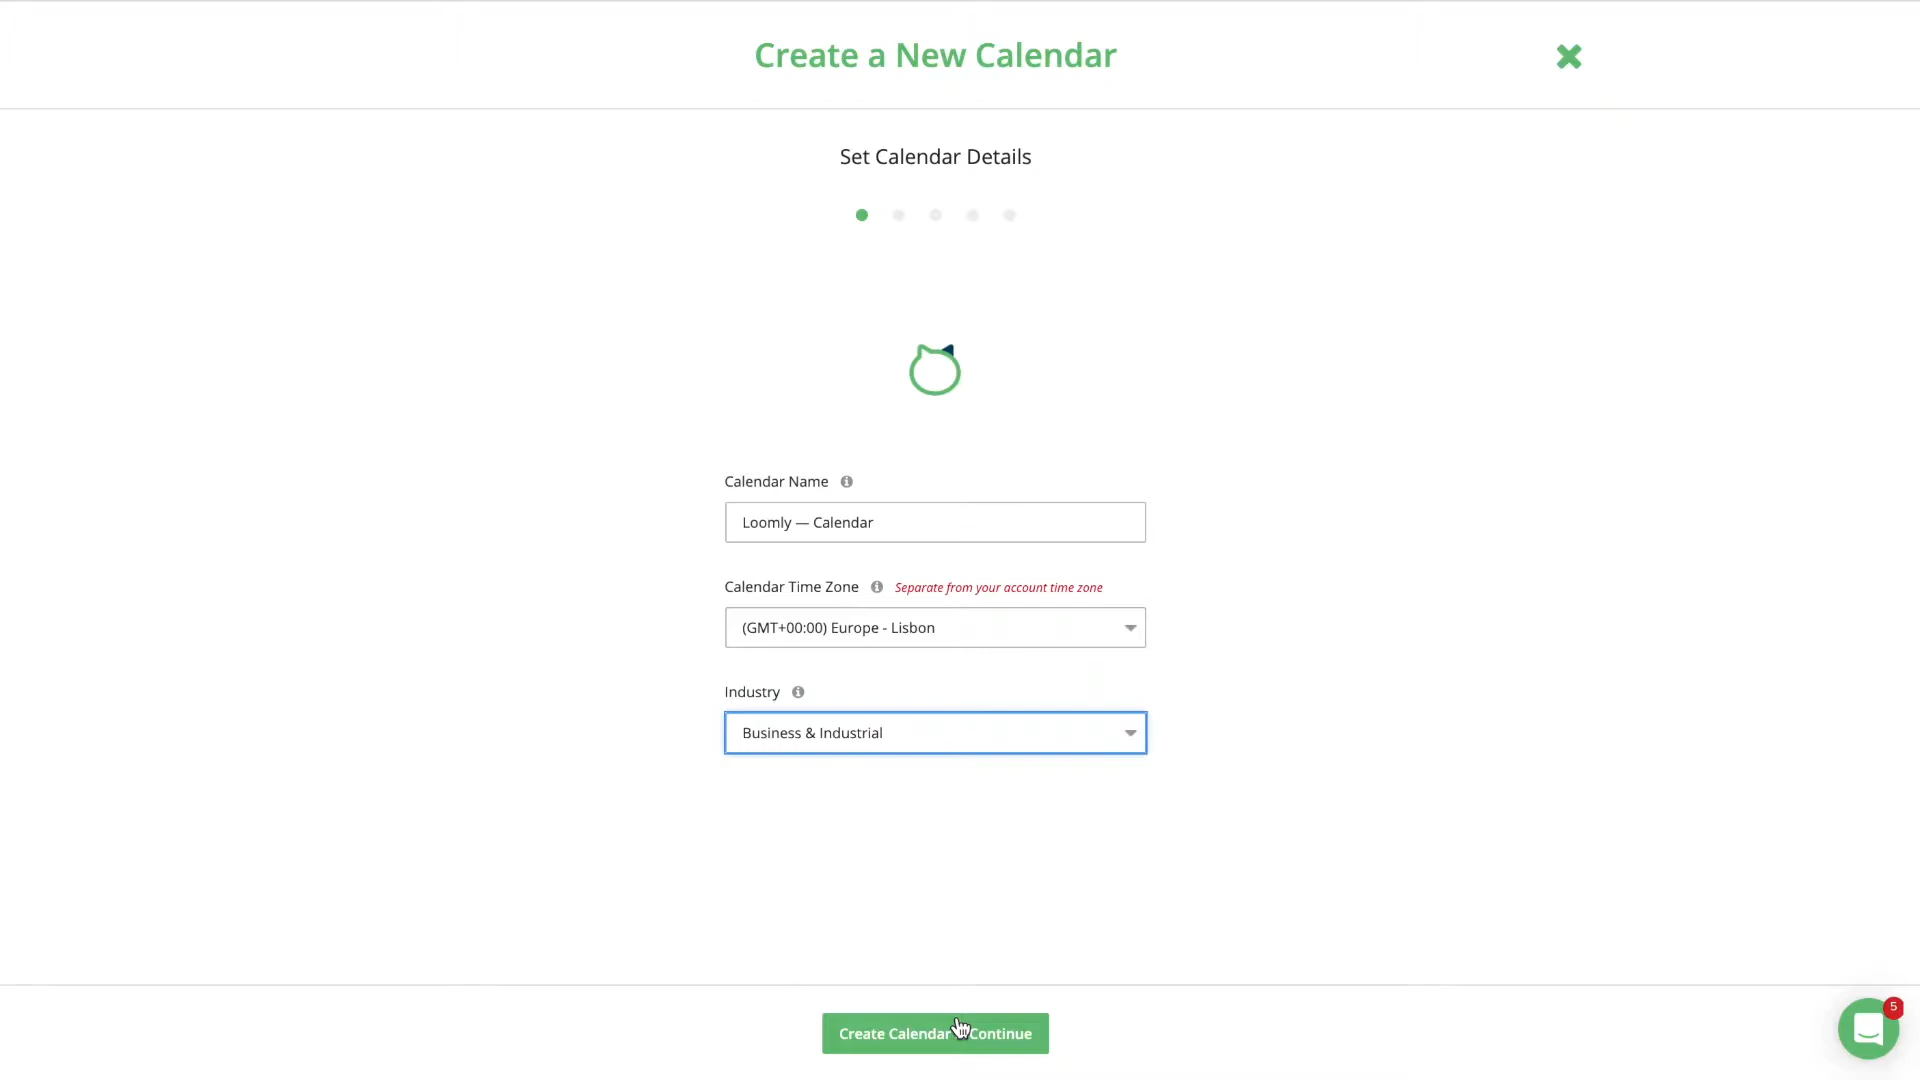 Create a New Calendar
Set Calendar Details
Calendar Name
Loomly — Calendar
Calendar Time Zone Separate from your account time zone
(GMT+00:00) Europe - Lisbon
Industry
Business & Industrial
Create Calendar Continue
5